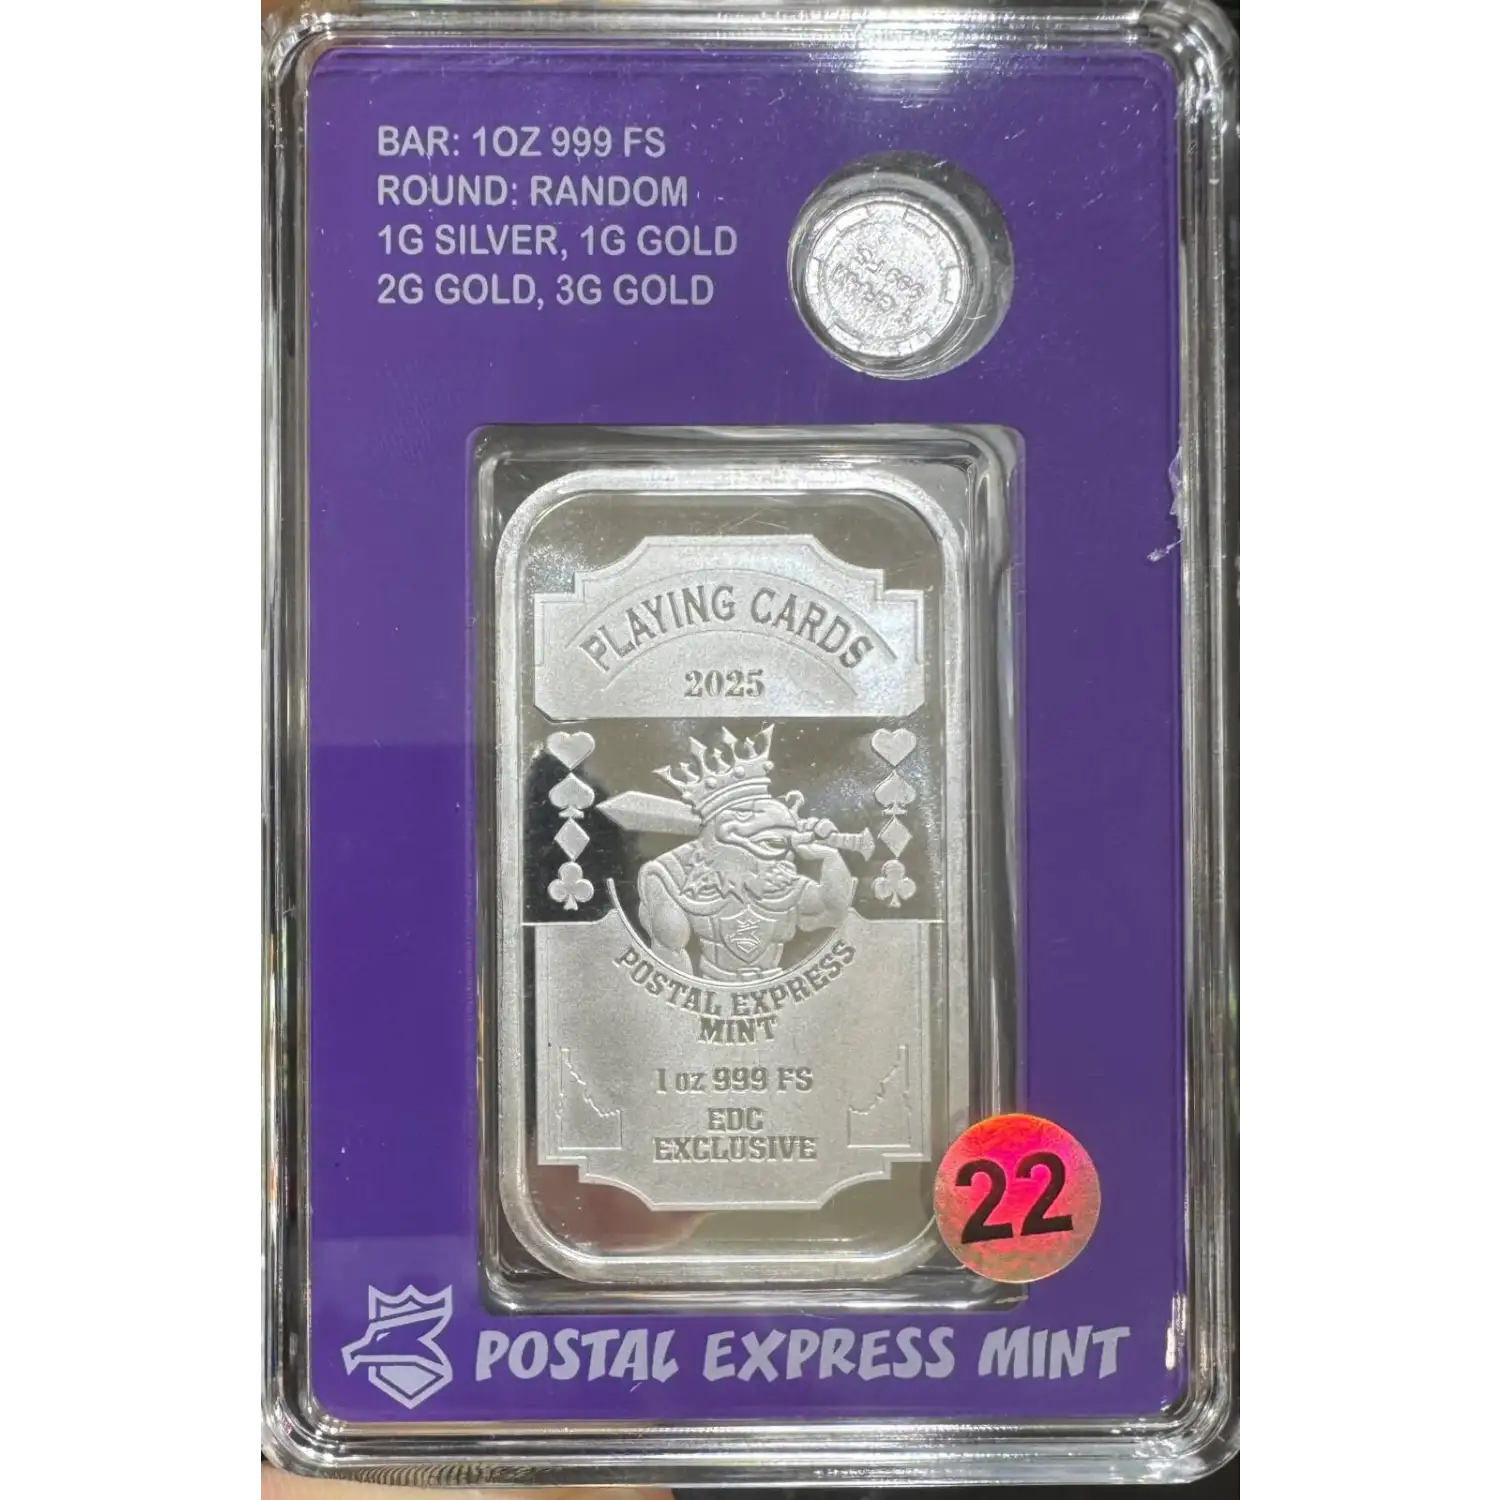 BAR: 1OZ 999 FS
ROUND: RANDOM
1G SILVER, 1G GOLD
2G GOLD, 3G GOLD
PLAYING CARDS
2025
POSTAL EXPRESS
MINT
1 oz 999 FS
EDC
EXCLUSIVE
22
POSTAL EXPRESS MINT